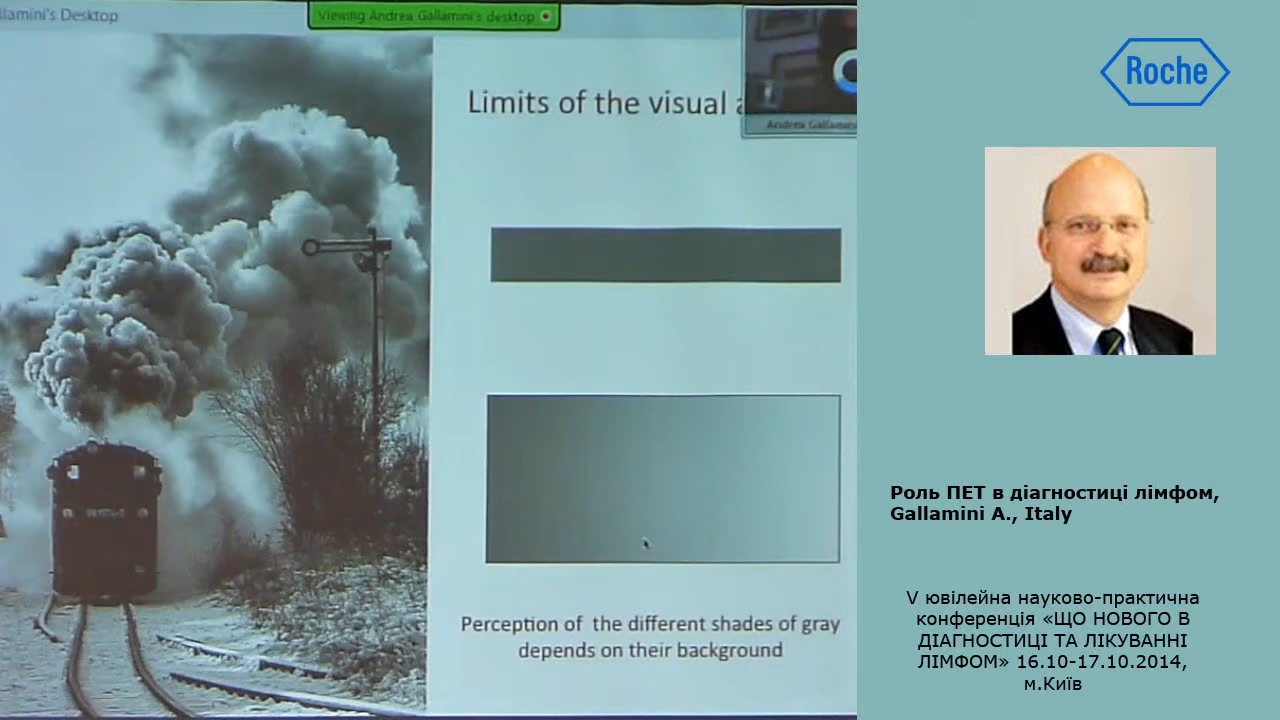 llamini's Desktop
Viewing Andrea Gallamini's desktop
Limits of the visual a
Andrea Gallamini
Perception of the different shades of gray
depends on their background
Roche
Роль ПЕТ в діагностиці лімфом,
Gallamini A., Italy
V ювілейна науково-практична
конференція «ЩО НОВОГО В
ДІАГНОСТИЦІ ТА ЛІКУВАННІ
ЛІМФОМ» 16.10-17.10.2014,
м.Київ